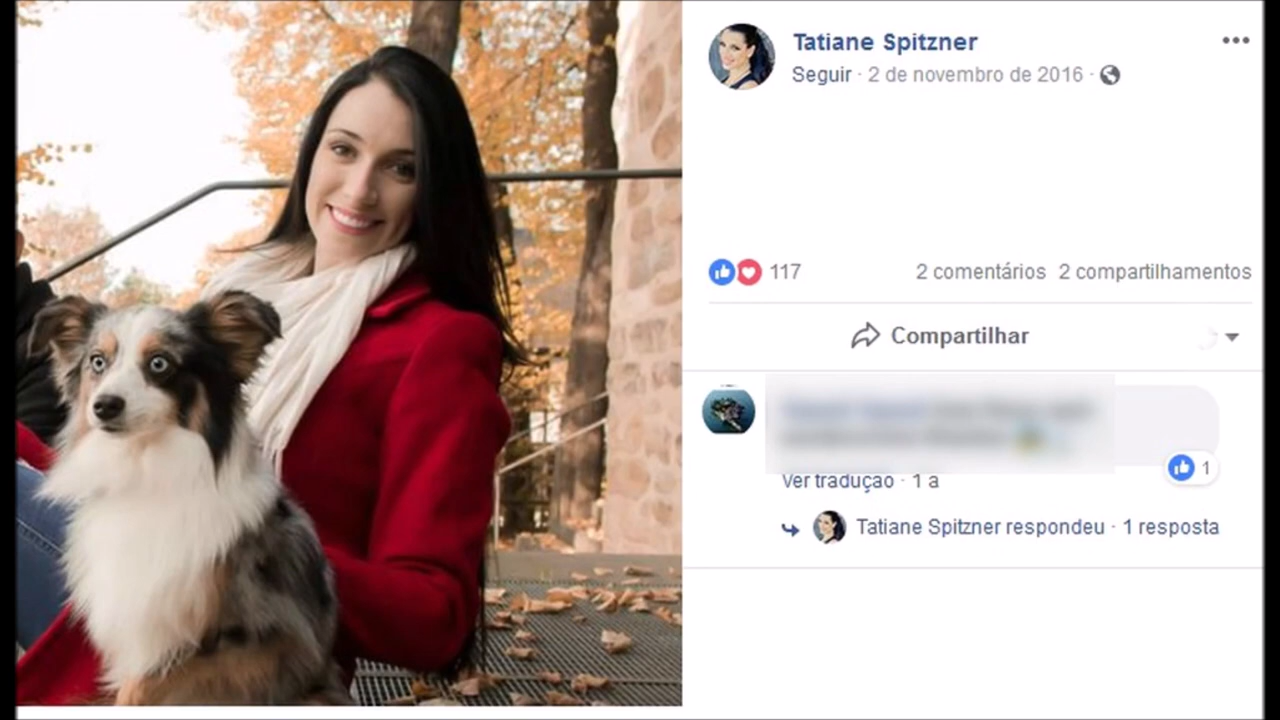 Tatiane Spitzner
Seguir · 2 de novembro de 2016 ·
117
2 comentários 2 compartilhamentos
Compartilhar
1
Ver tradução · 1 a
Tatiane Spitzner respondeu · 1 resposta